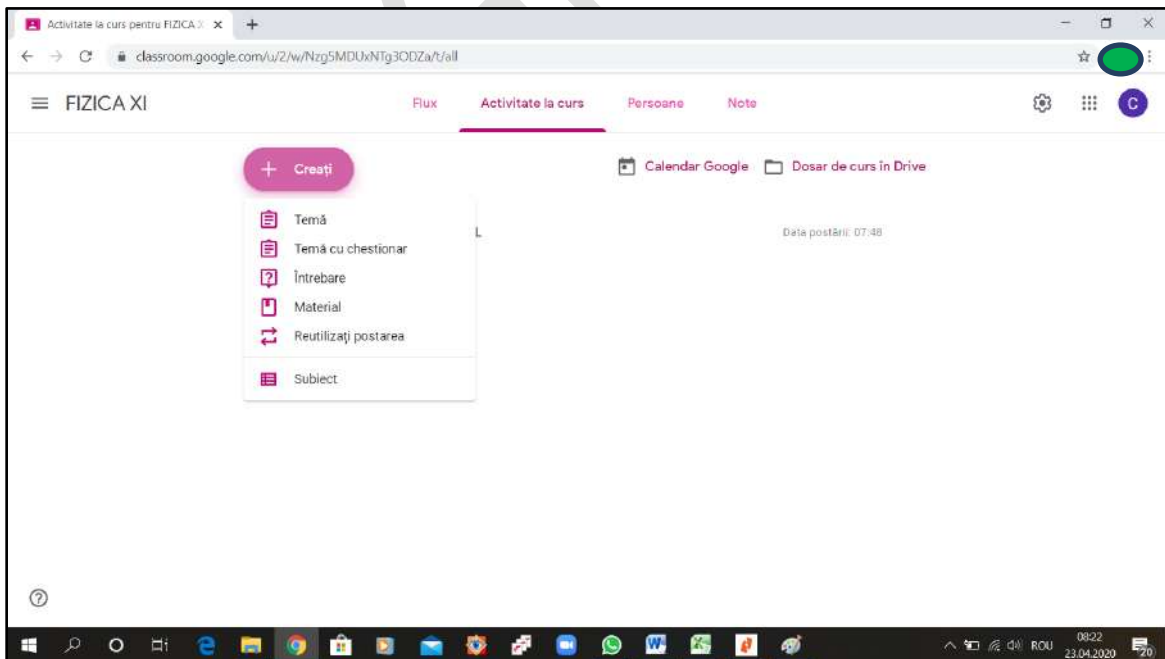 Activitate la curs pentru FIZICA X
classroom.google.com/u/2/w/Nzg5MDUxNTg3ODZa/t/all
FIZICA XI
Flux Activitate la curs Persoane Note
C
Creați
Calendar Google Dosar de curs în Drive
Temă
L
Data postării: 07:48
Temă cu chestionar
Întrebare
Material
Reutilizați postarea
Subiect
ROU
08:22
23.04.2020
20